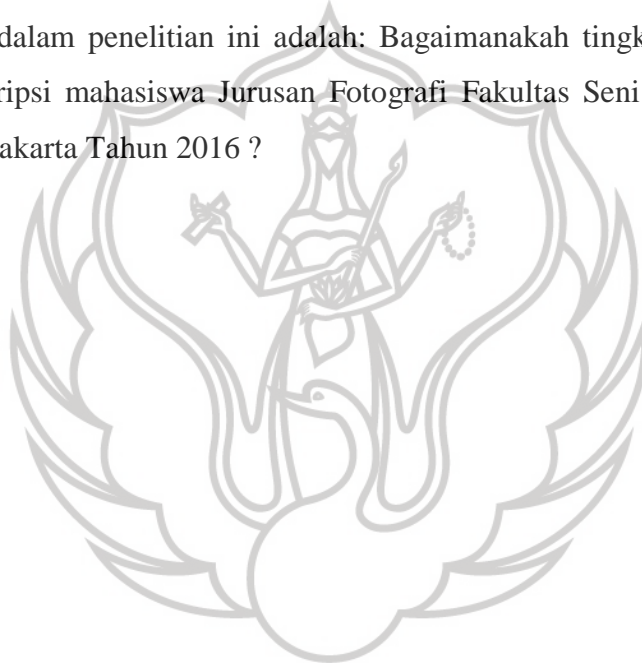 dalam penelitian ini adalah: Bagaimanakah tingk
ripsi mahasiswa Jurusan Fotografi Fakultas Seni
akarta Tahun 2016 ?